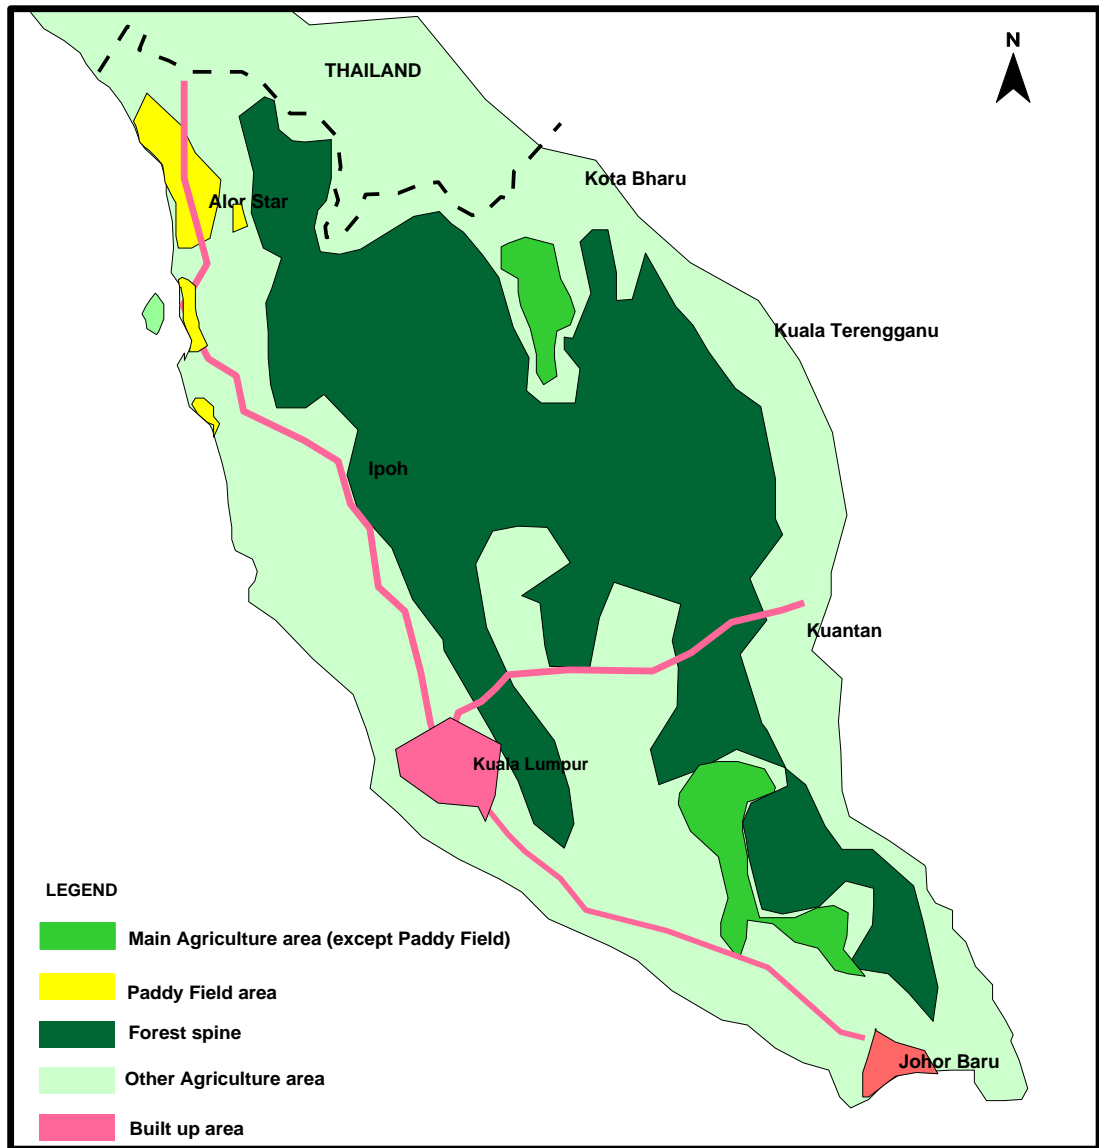 N
THAILAND
Kota Bharu
Alor Star
Kuala Terengganu
Ipoh
Kuantan
Kuala Lumpur
Johor Baru
LEGEND
Main Agriculture area (except Paddy Field)
Paddy Field area
Forest spine
Other Agriculture area
Built up area